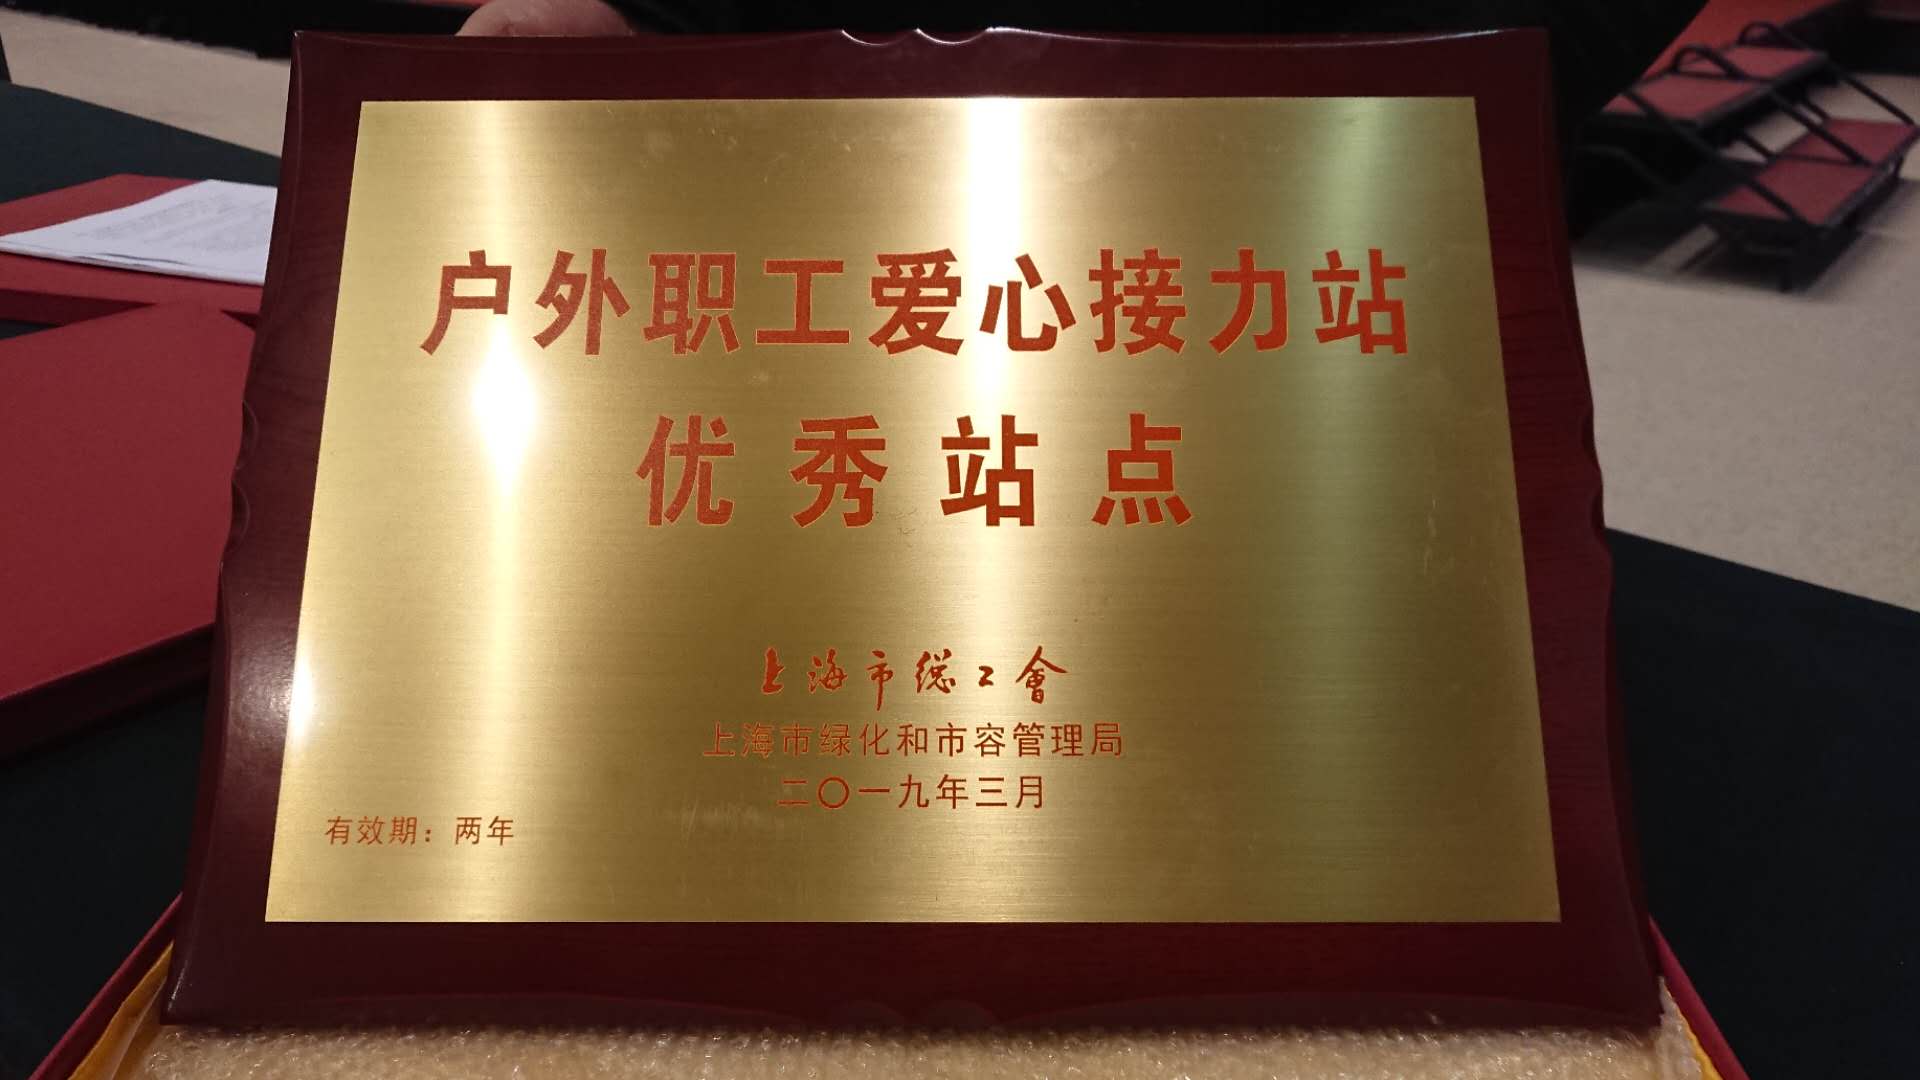 户外职工爱心接力站
优秀站点
上海市总工會
上海市绿化和市容管理局
二〇一九年三月
有效期：两年